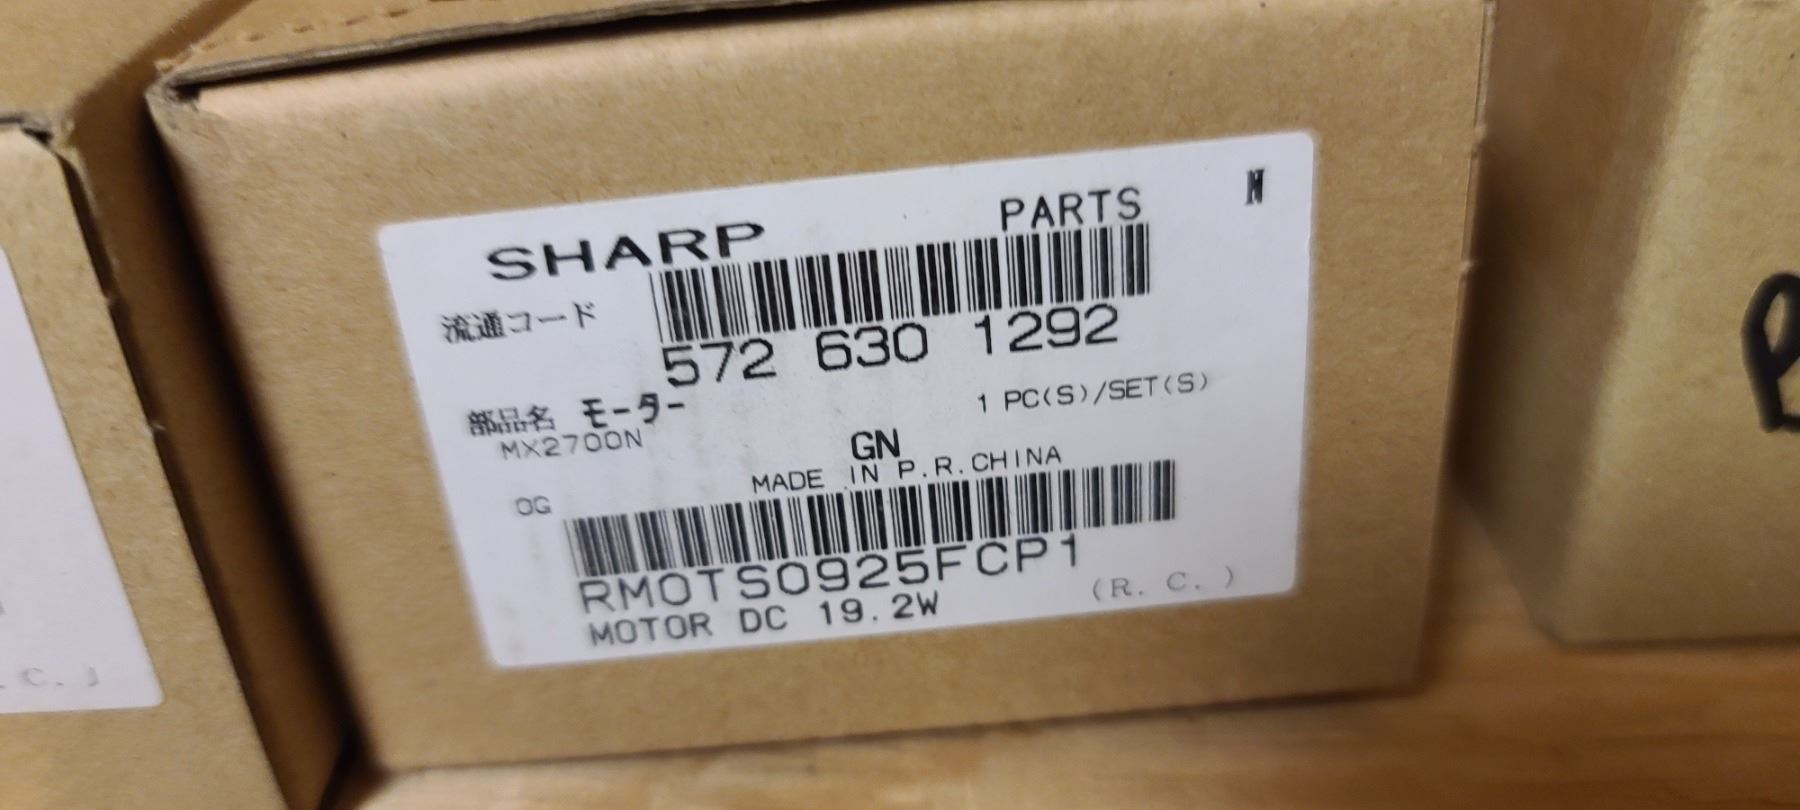 SHARP PARTS N
流通コード
572 630 1292
部品名 モーター 1 PC(S)/SET(S)
MX2700N GN
MADE IN P.R.CHINA
OG
RMOTS0925FCP1
MOTOR DC 19.2W (R. C. )
C. )